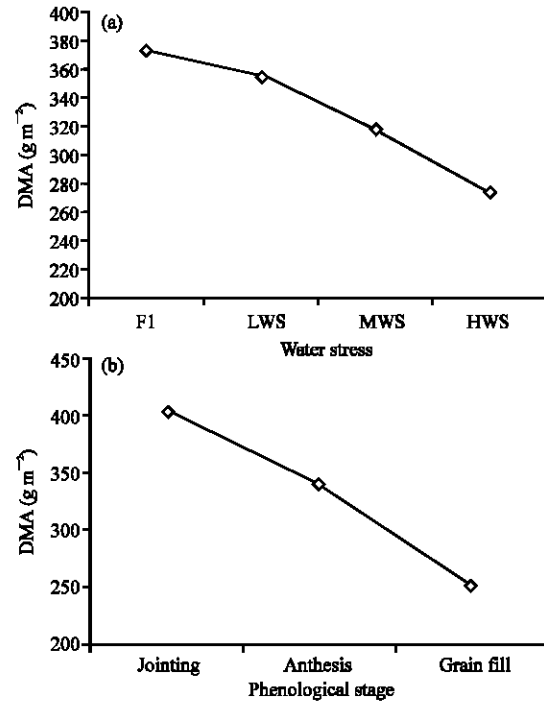 (a)
DMA (g m⁻²)
400
380
360
340
320
300
280
260
240
220
200
F1 LWS MWS HWS
Water stress
(b)
DMA (g m⁻²)
450
400
350
300
250
200
Jointing Anthesis Grain fill
Phenological stage